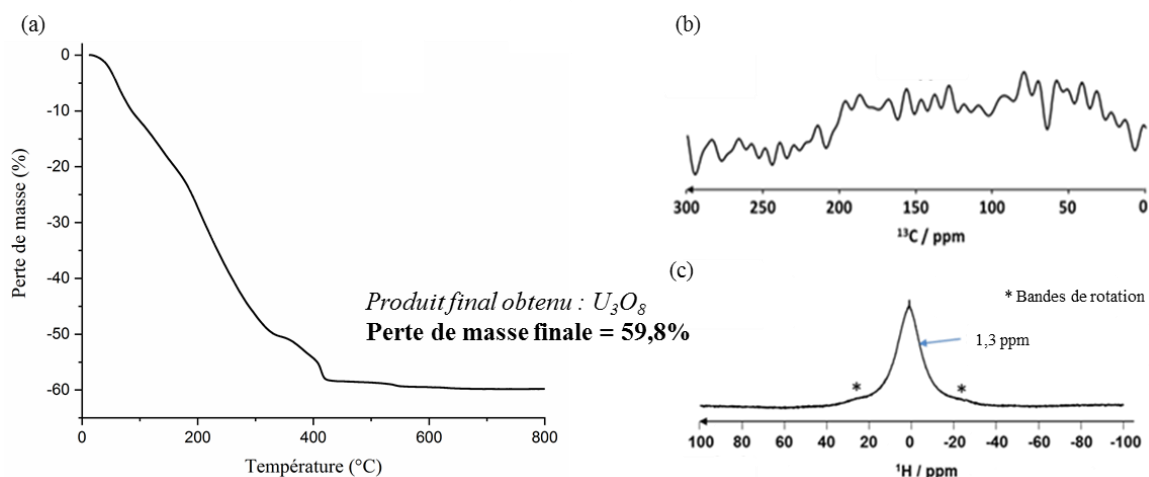 (a)
0
-10
-20
-30
-40
-50
-60
Perte de masse (%)
0 200 400 600 800
Température (°C)
Produit final obtenu : U₃O₈
Perte de masse finale = 59,8%
(b)
300 250 200 150 100 50 0
¹³C / ppm
(c)
* Bandes de rotation
1,3 ppm
* *
100 80 60 40 20 0 -20 -40 -60 -80 -100
¹H / ppm